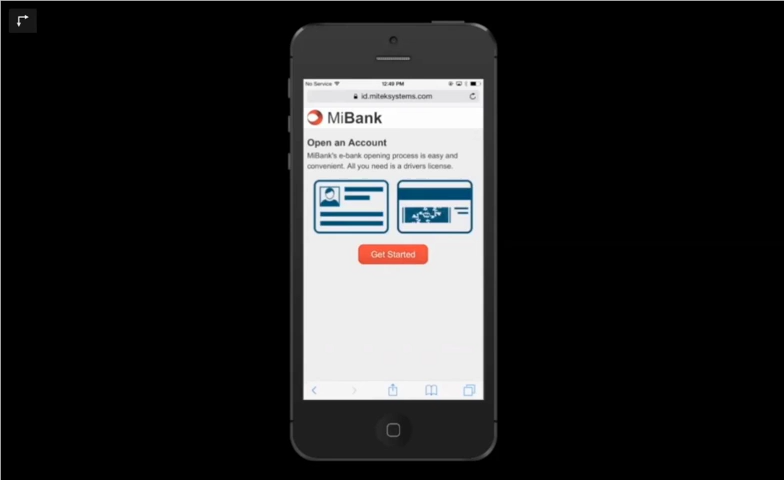 No Service
12:48 PM
id.miteksystems.com
MiBank
Open an Account
MiBank's e-bank opening process is easy and
convenient. All you need is a drivers license.
Get Started